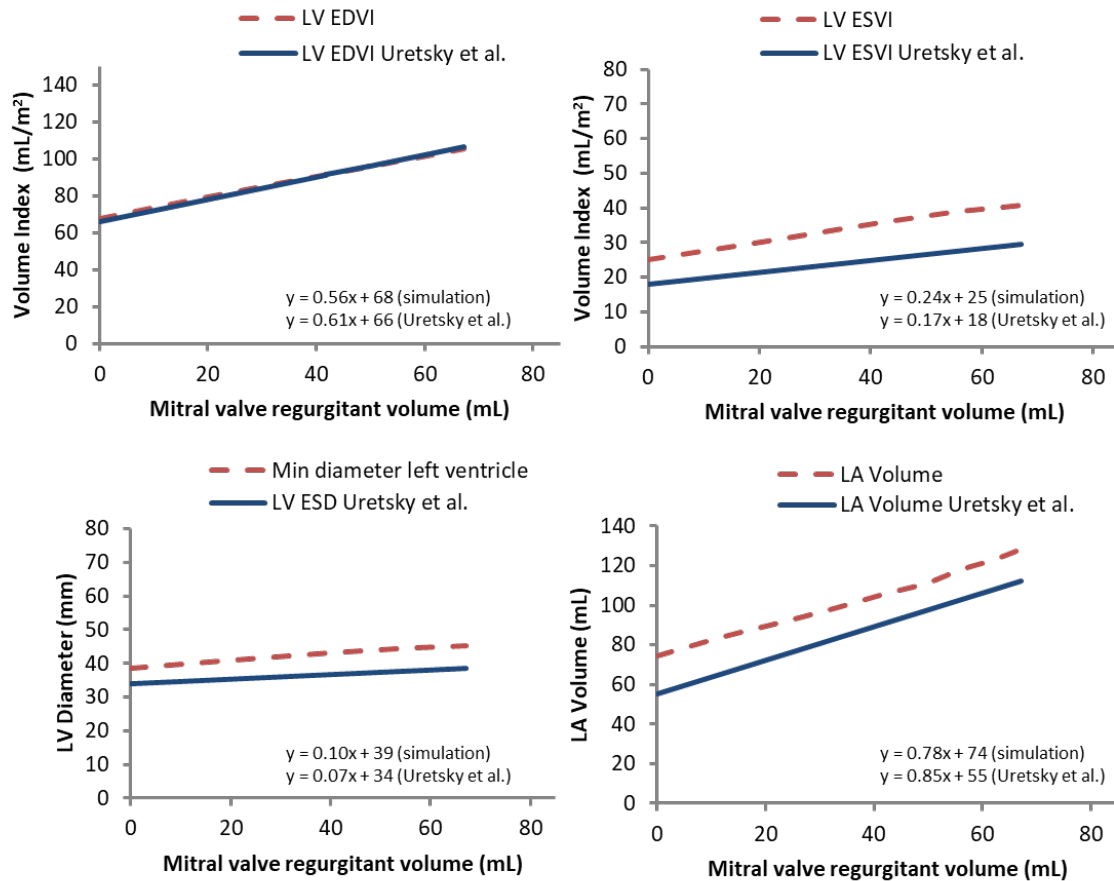 LV EDVI
LV EDVI Uretsky et al.
Volume Index (mL/m²)
140
120
100
80
60
40
20
0
y = 0.56x + 68 (simulation)
y = 0.61x + 66 (Uretsky et al.)
0 20 40 60 80
Mitral valve regurgitant volume (mL)
LV ESVI
LV ESVI Uretsky et al.
Volume Index (mL/m²)
80
70
60
50
40
30
20
10
0
y = 0.24x + 25 (simulation)
y = 0.17x + 18 (Uretsky et al.)
0 20 40 60 80
Mitral valve regurgitant volume (mL)
Min diameter left ventricle
LV ESD Uretsky et al.
LV Diameter (mm)
80
70
60
50
40
30
20
10
0
y = 0.10x + 39 (simulation)
y = 0.07x + 34 (Uretsky et al.)
0 20 40 60 80
Mitral valve regurgitant volume (mL)
LA Volume
LA Volume Uretsky et al.
LA Volume (mL)
140
120
100
80
60
40
20
0
y = 0.78x + 74 (simulation)
y = 0.85x + 55 (Uretsky et al.)
0 20 40 60 80
Mitral valve regurgitant volume (mL)